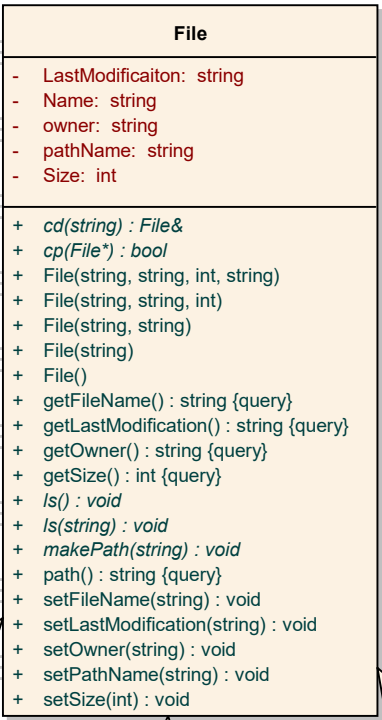 File
- LastModificaiton: string
- Name: string
- owner: string
- pathName: string
- Size: int
+ cd(string) : File&
+ cp(File*) : bool
+ File(string, string, int, string)
+ File(string, string, int)
+ File(string, string)
+ File(string)
+ File()
+ getFileName() : string {query}
+ getLastModification() : string {query}
+ getOwner() : string {query}
+ getSize() : int {query}
+ ls() : void
+ ls(string) : void
+ makePath(string) : void
+ path() : string {query}
+ setFileName(string) : void
+ setLastModification(string) : void
+ setOwner(string) : void
+ setPathName(string) : void
+ setSize(int) : void